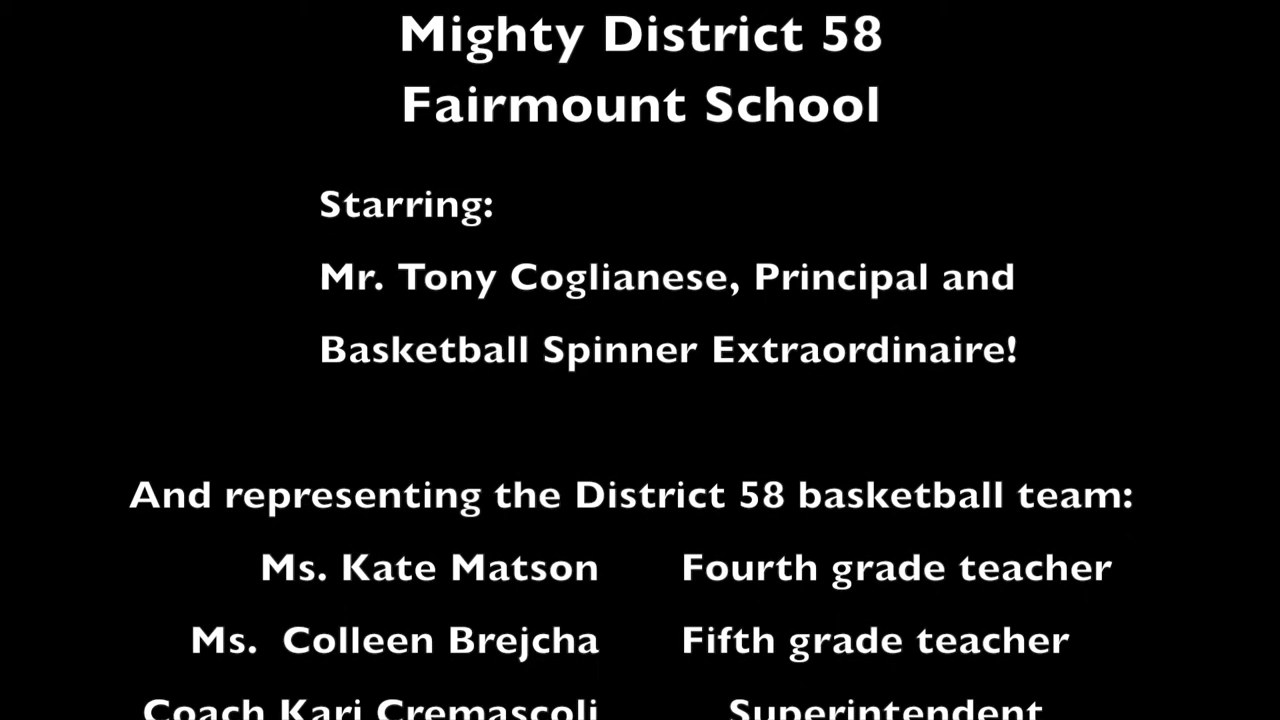 Mighty District 58
Fairmount School
Starring:
Mr. Tony Coglianese, Principal and
Basketball Spinner Extraordinaire!
And representing the District 58 basketball team:
Ms. Kate Matson Fourth grade teacher
Ms. Colleen Brejcha Fifth grade teacher
Coach Kari Cremascoli Superintendent